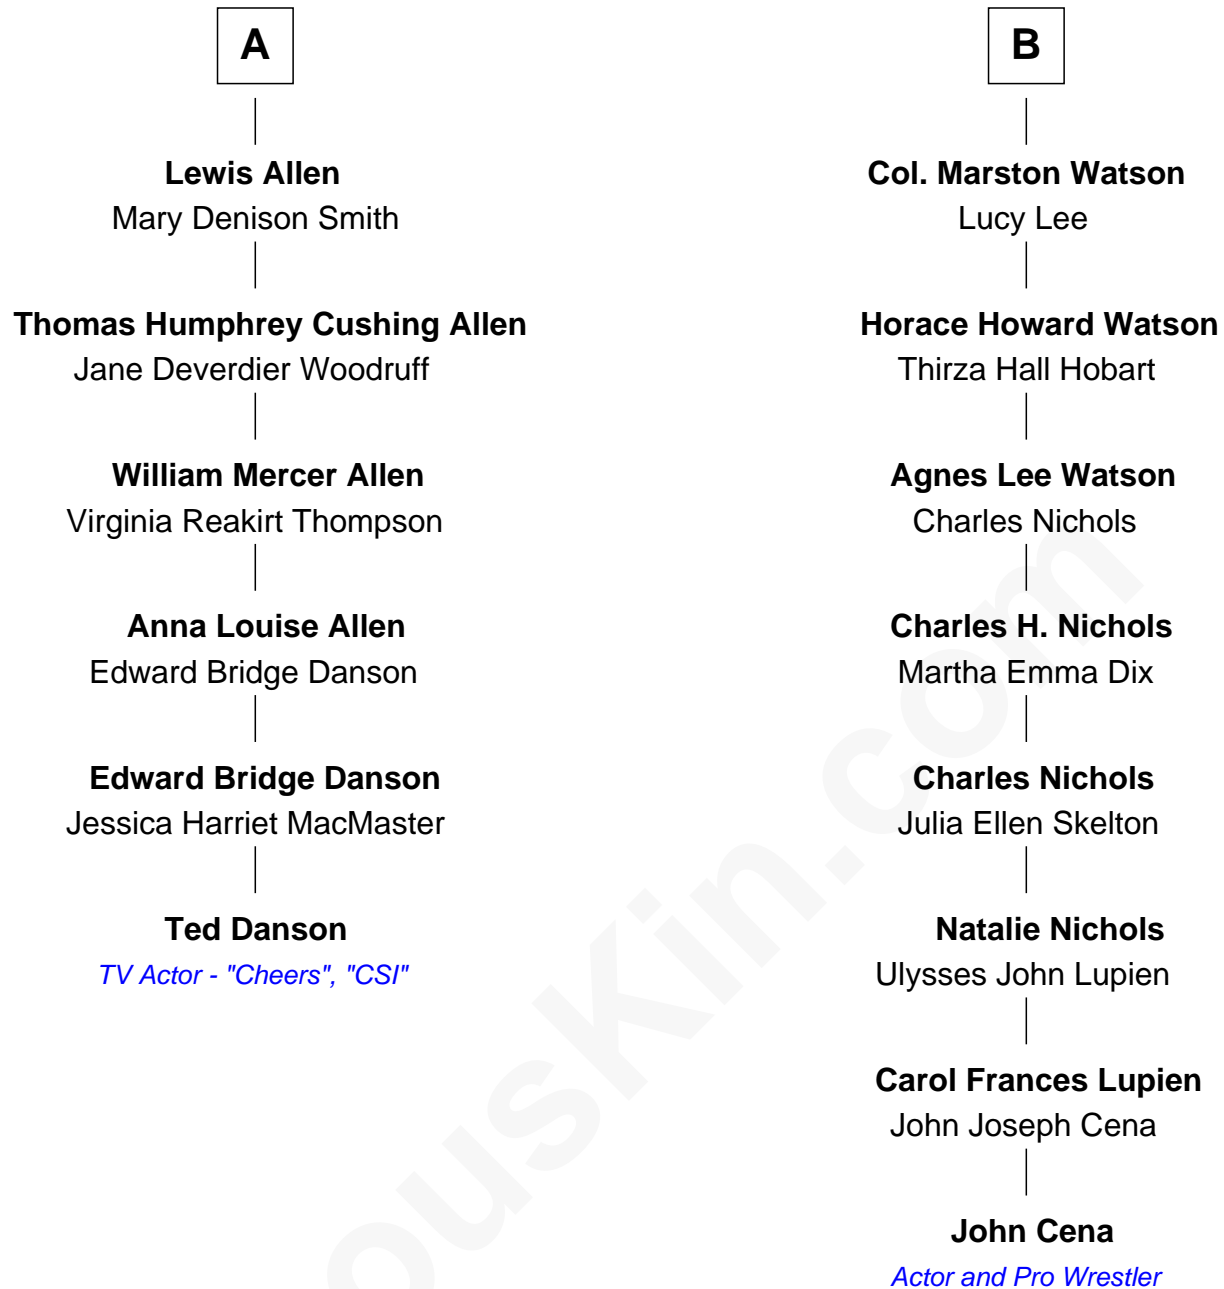 A
Lewis Allen
Mary Denison Smith
Thomas Humphrey Cushing Allen
Jane Deverdier Woodruff
William Mercer Allen
Virginia Reakirt Thompson
Anna Louise Allen
Edward Bridge Danson
Edward Bridge Danson
Jessica Harriet MacMaster
Ted Danson
TV Actor - "Cheers", "CSI"
B
Col. Marston Watson
Lucy Lee
Horace Howard Watson
Thirza Hall Hobart
Agnes Lee Watson
Charles Nichols
Charles H. Nichols
Martha Emma Dix
Charles Nichols
Julia Ellen Skelton
Natalie Nichols
Ulysses John Lupien
Carol Frances Lupien
John Joseph Cena
John Cena
Actor and Pro Wrestler
ousKin.com